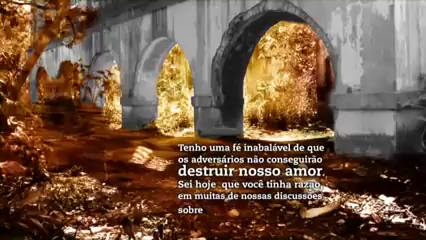 Tenho uma fé inabalável de que
os adversários não conseguirão
destruir nosso amor.
Sei hoje que você tinha razão,
em muitas de nossas discussões
sobre